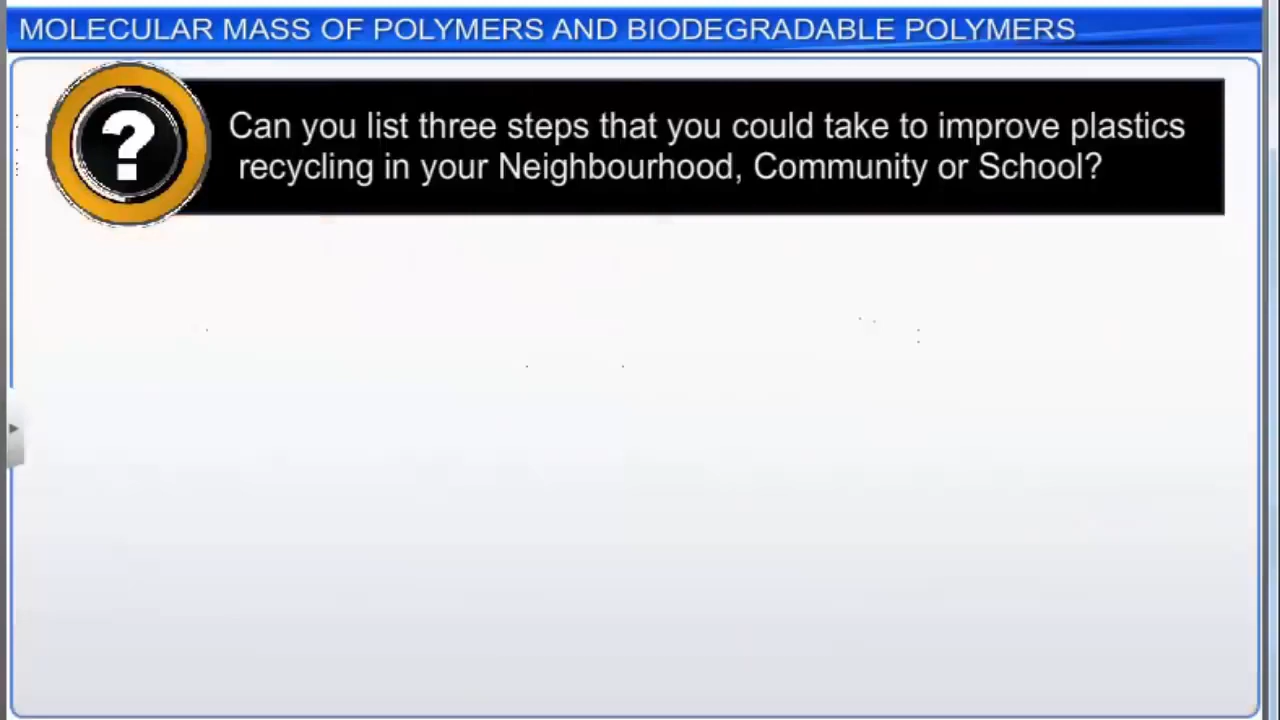 MOLECULAR MASS OF POLYMERS AND BIODEGRADABLE POLYMERS
?
Can you list three steps that you could take to improve plastics
recycling in your Neighbourhood, Community or School?